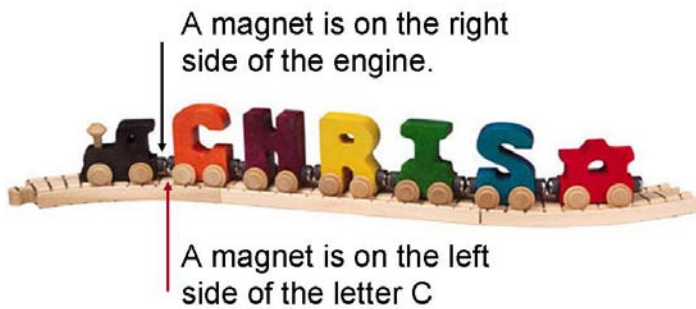 A magnet is on the right
side of the engine.
CHRIS
A magnet is on the left
side of the letter C